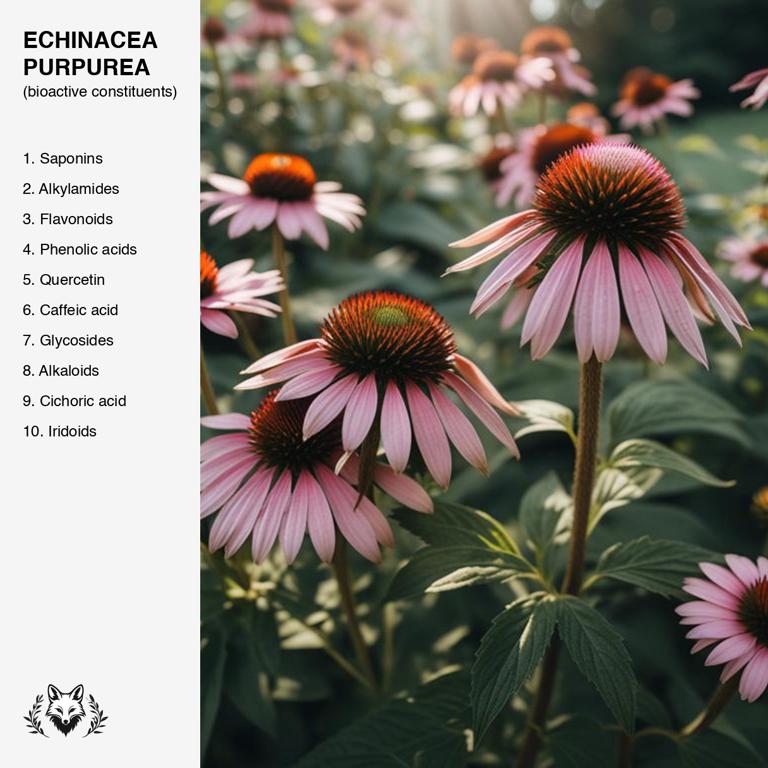 ECHINACEA
PURPUREA
(bioactive constituents)
1. Saponins
2. Alkylamides
3. Flavonoids
4. Phenolic acids
5. Quercetin
6. Caffeic acid
7. Glycosides
8. Alkaloids
9. Cichoric acid
10. Iridoids